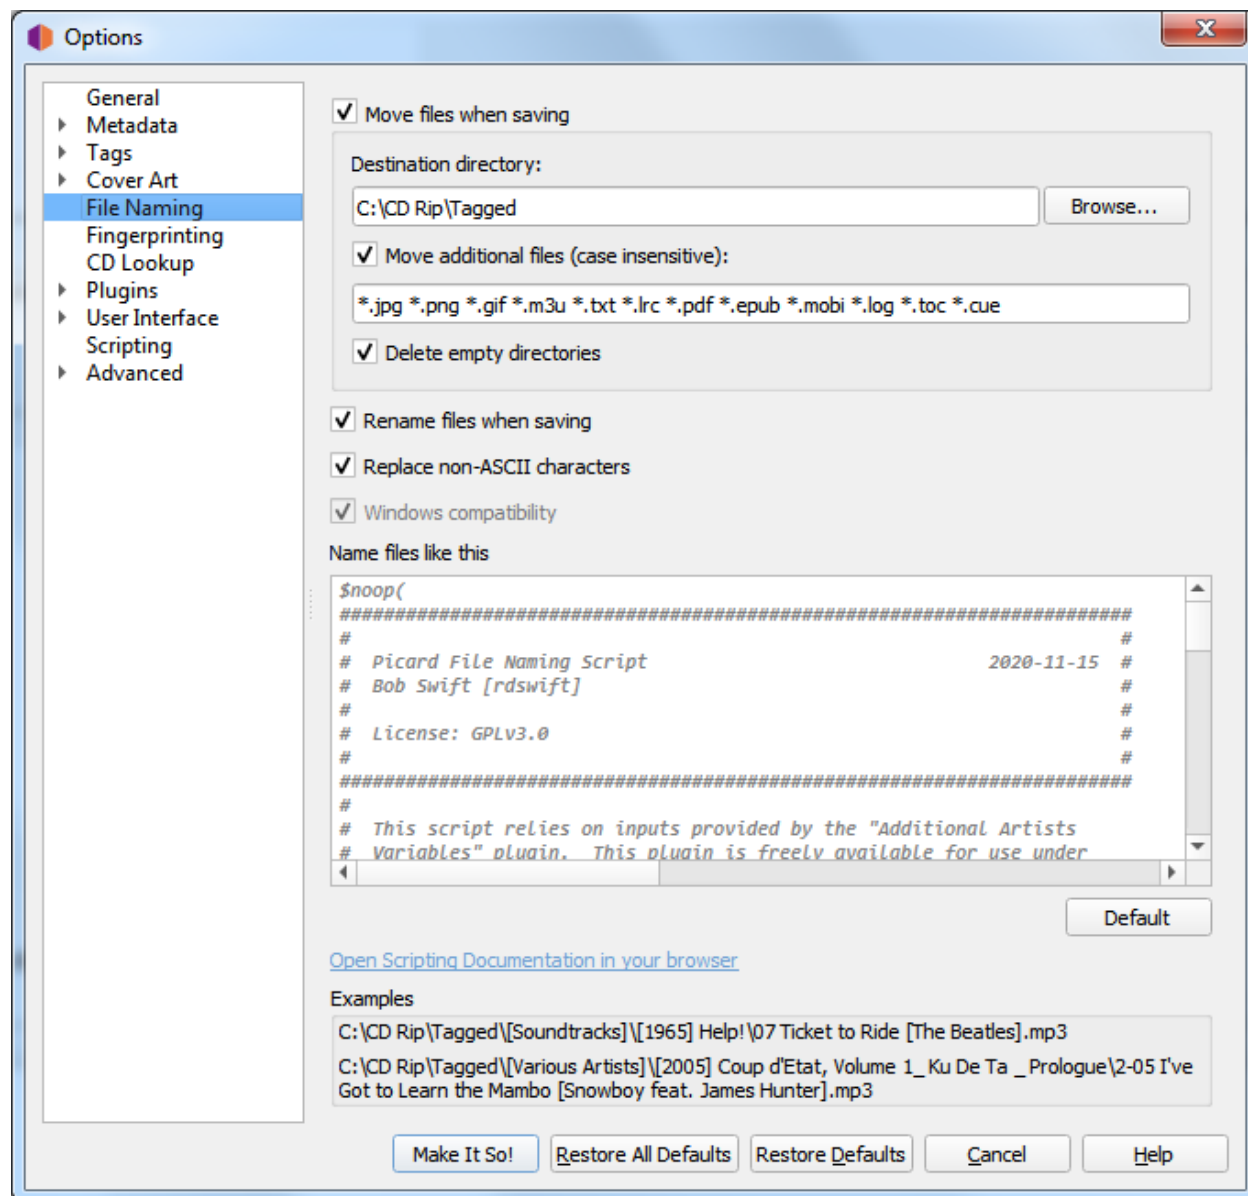 Options
General
Metadata
Tags
Cover Art
File Naming
Fingerprinting
CD Lookup
Plugins
User Interface
Scripting
Advanced
Move files when saving
Destination directory:
C:\CD Rip\Tagged
Browse...
Move additional files (case insensitive):
*.jpg *.png *.gif *.m3u *.txt *.lrc *.pdf *.epub *.mobi *.log *.toc *.cue
Delete empty directories
Rename files when saving
Replace non-ASCII characters
Windows compatibility
Name files like this
$noop(
########################################################################
#                                                                      #
#  Picard File Naming Script                               2020-11-15  #
#  Bob Swift [rdswift]                                                 #
#                                                                      #
#  License: GPLv3.0                                                    #
#                                                                      #
########################################################################
#
#  This script relies on inputs provided by the "Additional Artists
#  Variables" plugin.  This plugin is freely available for use under
Default
Open Scripting Documentation in your browser
Examples
C:\CD Rip\Tagged\[Soundtracks]\[1965] Help!\07 Ticket to Ride [The Beatles].mp3
C:\CD Rip\Tagged\[Various Artists]\[2005] Coup d'Etat, Volume 1_ Ku De Ta _ Prologue\2-05 I've
Got to Learn the Mambo [Snowboy feat. James Hunter].mp3
Make It So!
Restore All Defaults
Restore Defaults
Cancel
Help